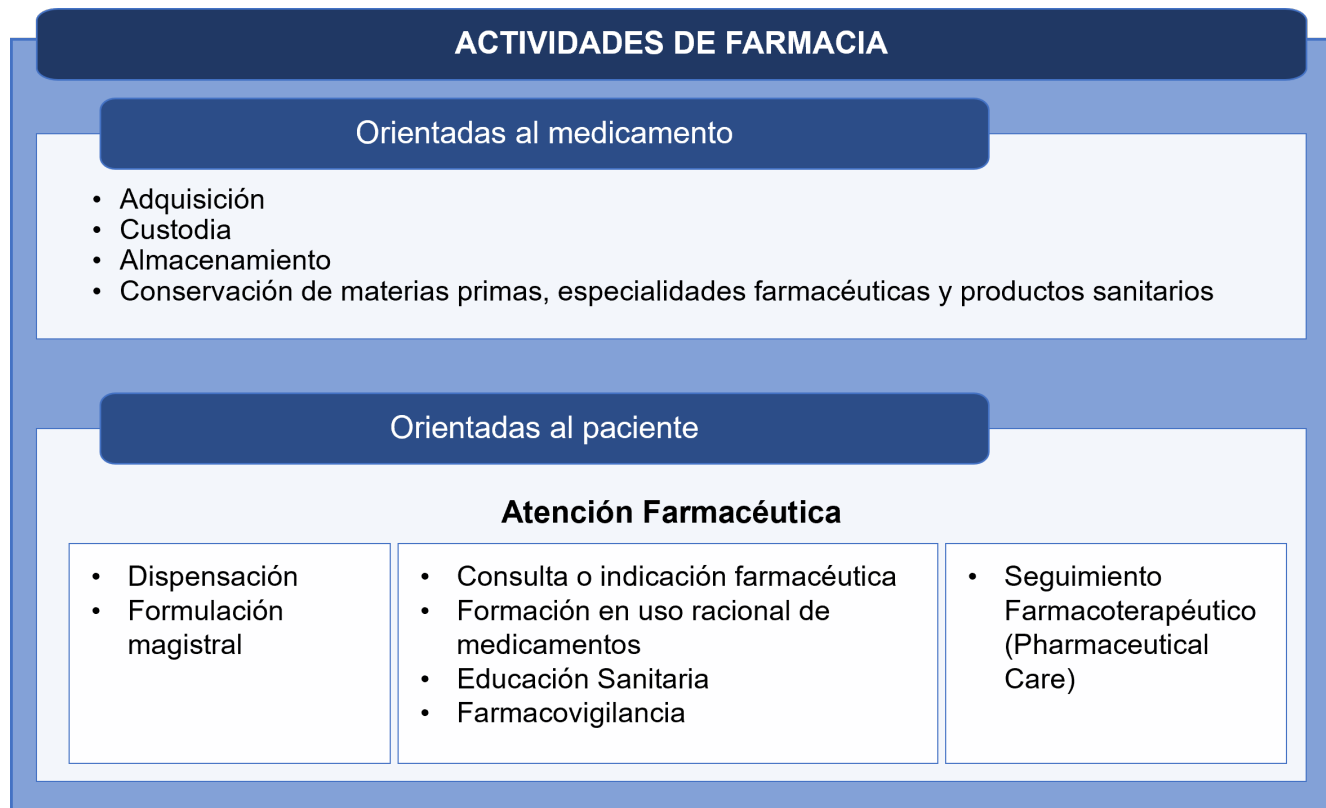 ACTIVIDADES DE FARMACIA
Orientadas al medicamento
• Adquisición
• Custodia
• Almacenamiento
• Conservación de materias primas, especialidades farmacéuticas y productos sanitarios
Orientadas al paciente
Atención Farmacéutica
• Dispensación
• Formulación
magistral
• Consulta o indicación farmacéutica
• Formación en uso racional de
medicamentos
• Educación Sanitaria
• Farmacovigilancia
• Seguimiento
Farmacoterapéutico
(Pharmaceutical
Care)